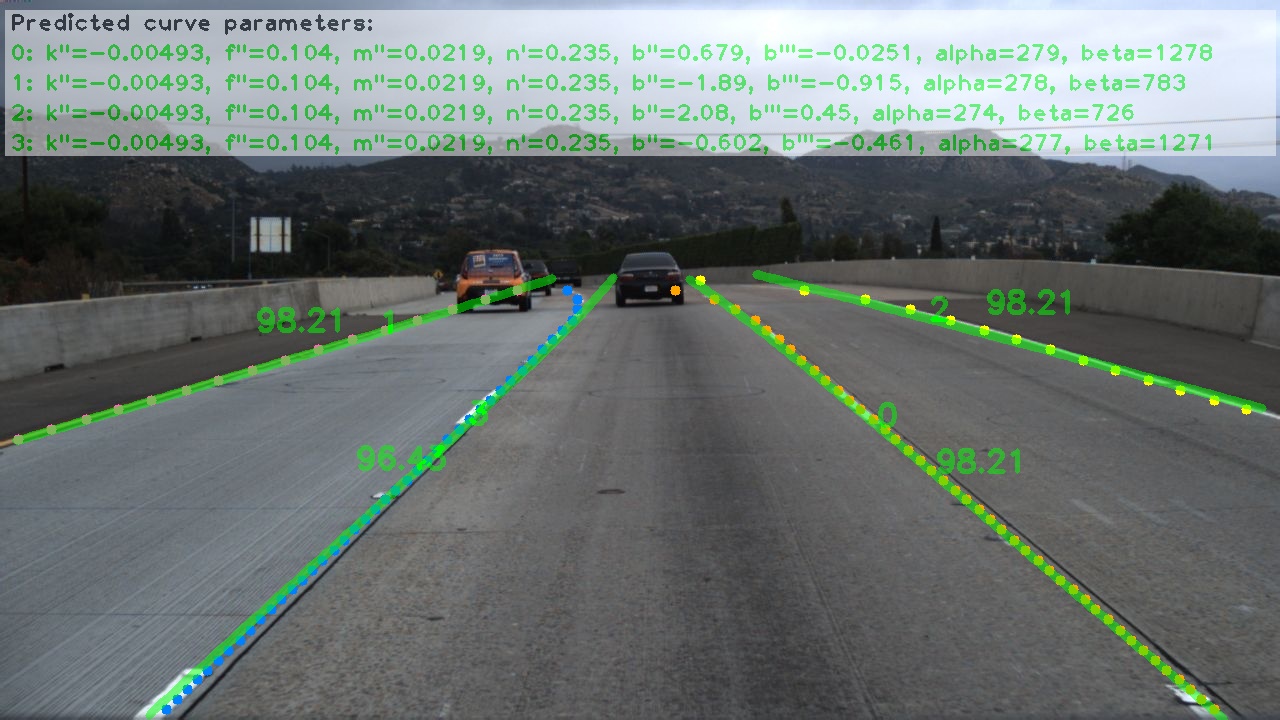 Predicted curve parameters:
0: k''=-0.00493, f''=0.104, m''=0.0219, n'=0.235, b''=0.679, b'''=-0.0251, alpha=279, beta=1278
1: k''=-0.00493, f''=0.104, m''=0.0219, n'=0.235, b''=-1.89, b'''=-0.915, alpha=278, beta=783
2: k''=-0.00493, f''=0.104, m''=0.0219, n'=0.235, b''=2.08, b'''=0.45, alpha=274, beta=726
3: k''=-0.00493, f''=0.104, m''=0.0219, n'=0.235, b''=-0.602, b'''=-0.461, alpha=277, beta=1271
98.21 1
2 98.21
3
0
96.43
98.21